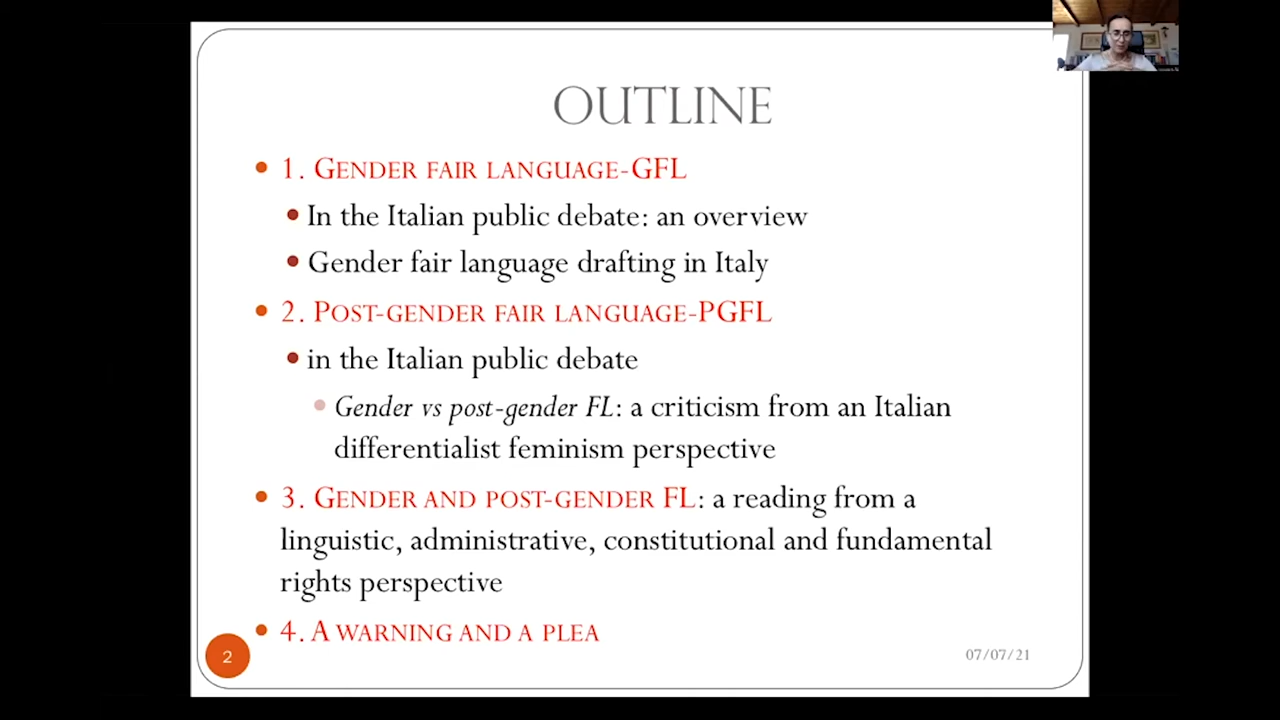 OUTLINE
1. GENDER FAIR LANGUAGE-GFL
In the Italian public debate: an overview
Gender fair language drafting in Italy
2. POST-GENDER FAIR LANGUAGE-PGFL
in the Italian public debate
Gender vs post-gender FL: a criticism from an Italian
differentialist feminism perspective
3. GENDER AND POST-GENDER FL: a reading from a
linguistic, administrative, constitutional and fundamental
rights perspective
4. A WARNING AND A PLEA
2
07/07/21